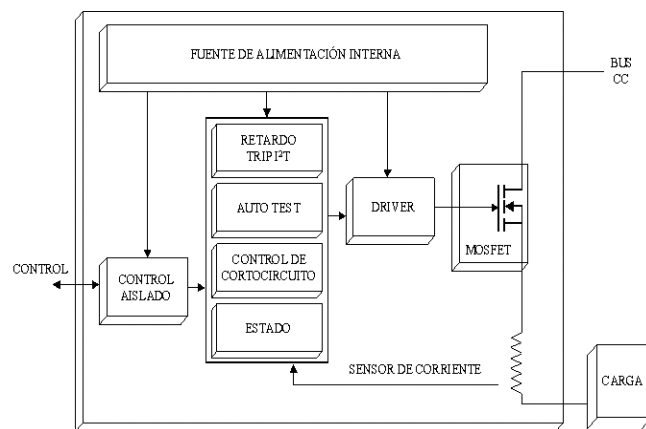 FUENTE DE ALIMENTACIÓN INTERNA
BUS
CC
RETARDO
TRIP I²T
AUTO TEST
DRIVER
MOSFET
CONTROL
CONTROL
AISLADO
CONTROL DE
CORTOCIRCUITO
ESTADO
SENSOR DE CORRIENTE
CARGA